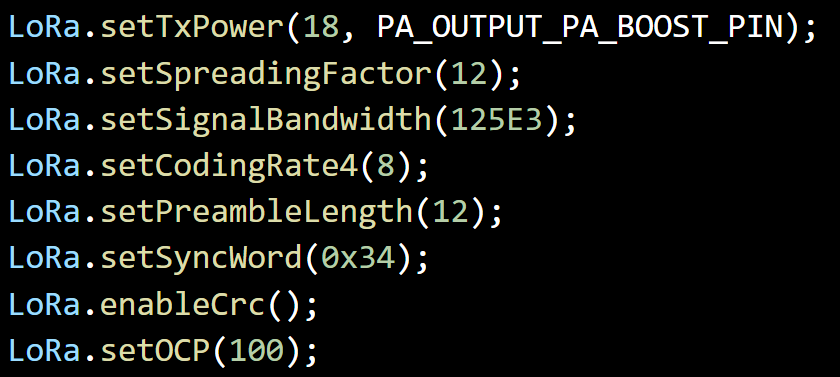 LoRa.setTxPower(18, PA_OUTPUT_PA_BOOST_PIN);
LoRa.setSpreadingFactor(12);
LoRa.setSignalBandwidth(125E3);
LoRa.setCodingRate4(8);
LoRa.setPreambleLength(12);
LoRa.setSyncWord(0x34);
LoRa.enableCrc();
LoRa.setOCP(100);